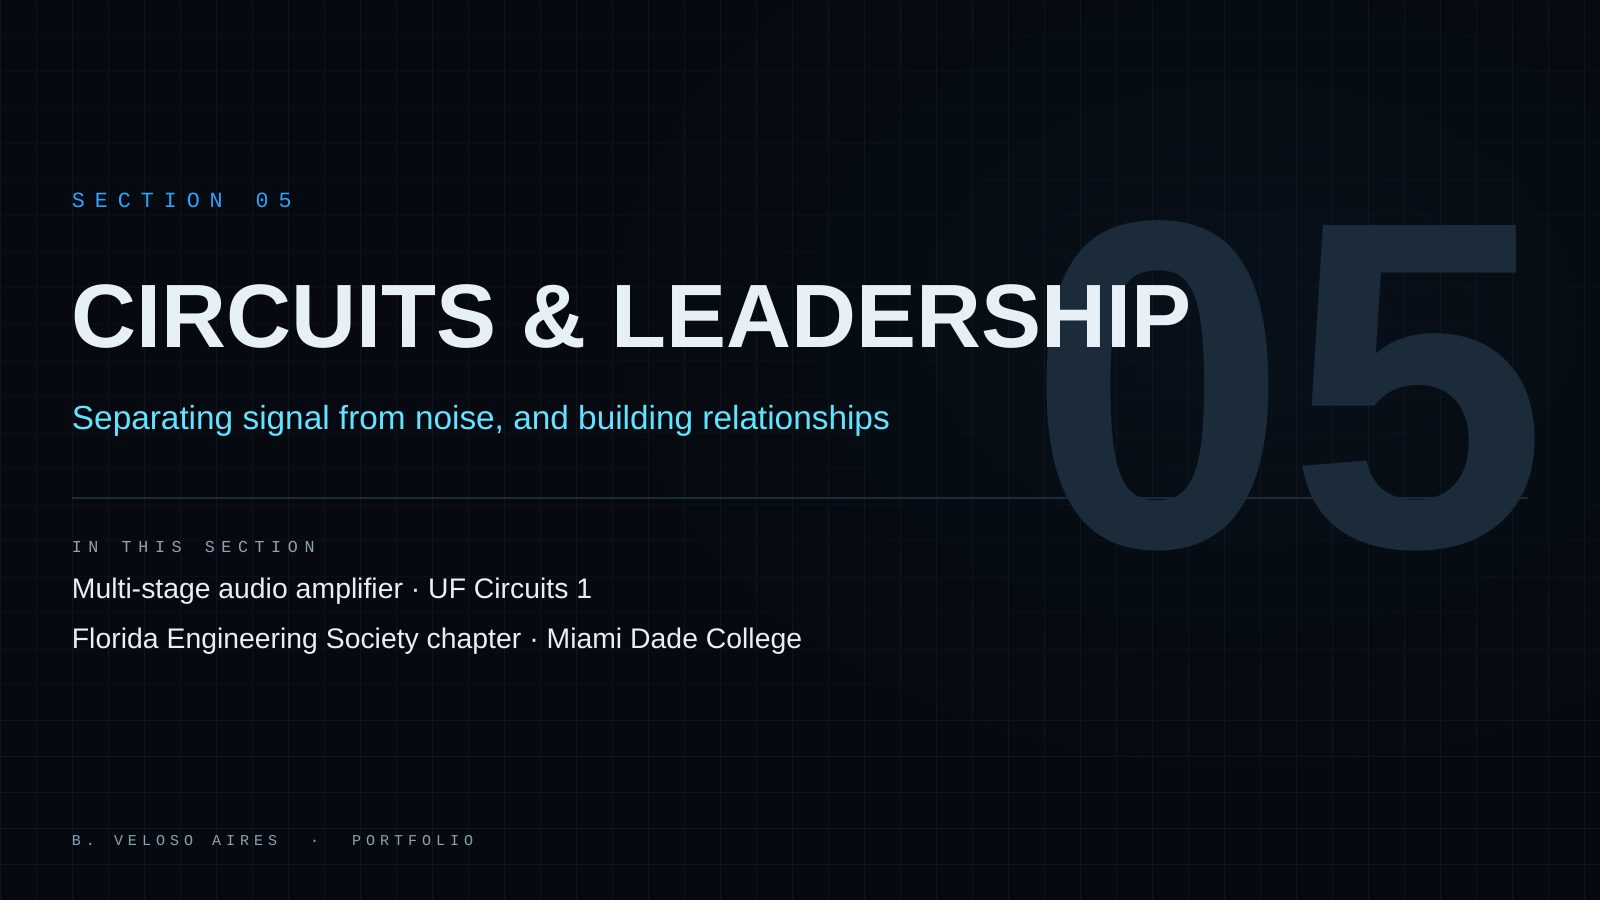 SECTION 05
CIRCUITS & LEADERSHIP
05
Separating signal from noise, and building relationships
IN THIS SECTION
Multi-stage audio amplifier · UF Circuits 1
Florida Engineering Society chapter · Miami Dade College
B. VELOSO AIRES · PORTFOLIO